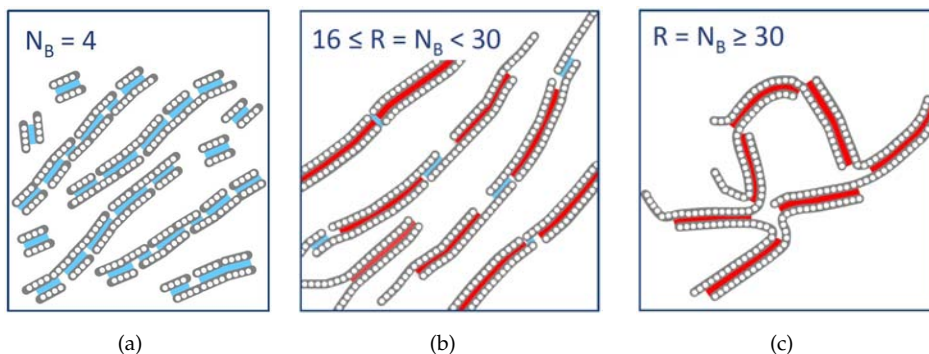 N_B = 4
16 ≤ R = N_B < 30
R = N_B ≥ 30
(a)
(b)
(c)